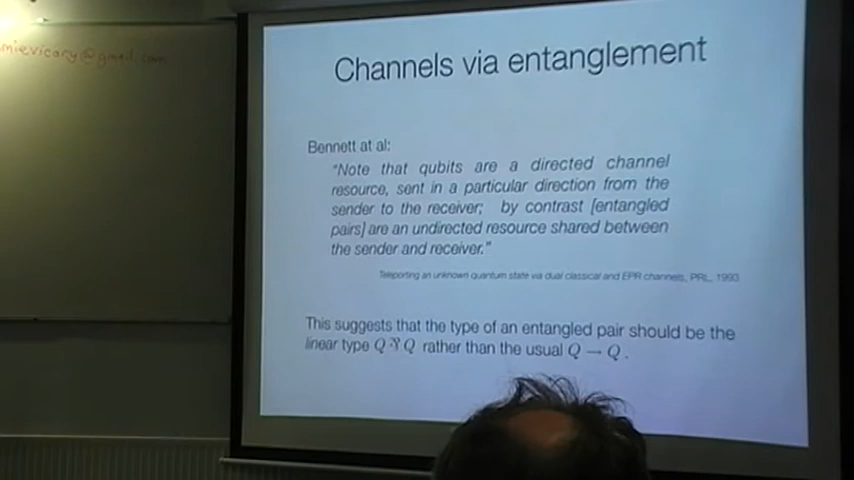 mievicary@gmail.com
Channels via entanglement
Bennett at al:
"Note that qubits are a directed channel
resource, sent in a particular direction from the
sender to the receiver; by contrast [entangled
pairs] are an undirected resource shared between
the sender and receiver."
Teleporting an unknown quantum state via dual classical and EPR channels, PRL, 1993
This suggests that the type of an entangled pair should be the
linear type Q ⅋ Q rather than the usual Q → Q .